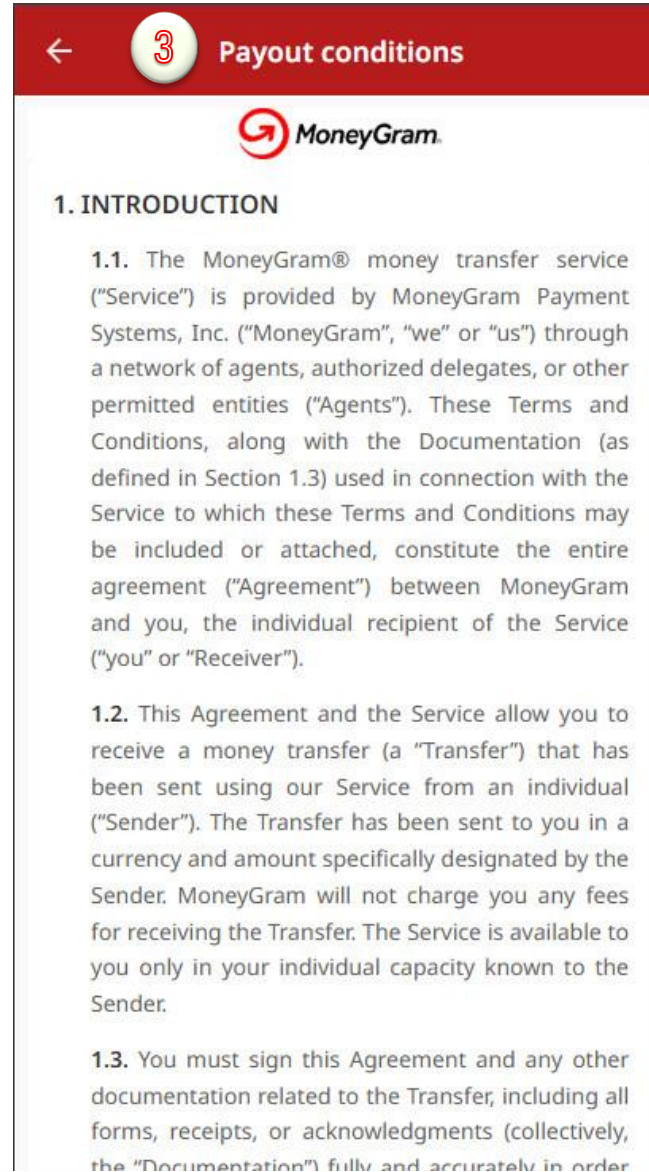 ← 3 Payout conditions
MoneyGram.
1. INTRODUCTION
1.1. The MoneyGram® money transfer service
(“Service”) is provided by MoneyGram Payment
Systems, Inc. (“MoneyGram”, “we” or “us”) through
a network of agents, authorized delegates, or other
permitted entities (“Agents”). These Terms and
Conditions, along with the Documentation (as
defined in Section 1.3) used in connection with the
Service to which these Terms and Conditions may
be included or attached, constitute the entire
agreement (“Agreement”) between MoneyGram
and you, the individual recipient of the Service
(“you” or “Receiver”).
1.2. This Agreement and the Service allow you to
receive a money transfer (a “Transfer”) that has
been sent using our Service from an individual
(“Sender”). The Transfer has been sent to you in a
currency and amount specifically designated by the
Sender. MoneyGram will not charge you any fees
for receiving the Transfer. The Service is available to
you only in your individual capacity known to the
Sender.
1.3. You must sign this Agreement and any other
documentation related to the Transfer, including all
forms, receipts, or acknowledgments (collectively,
the “Documentation”) fully and accurately in order